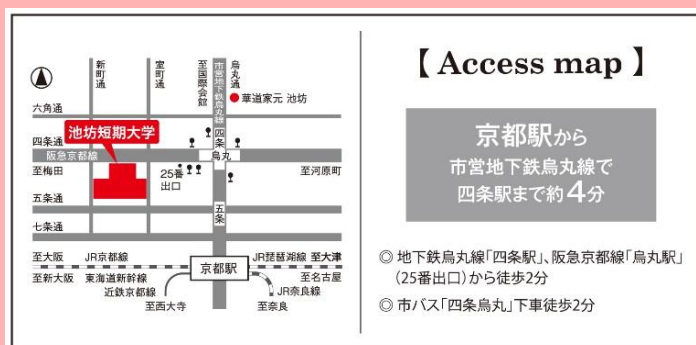 新町通
室町通
至国際会館
市営地下鉄烏丸線
烏丸通
華道家元 池坊
六角通
池坊短期大学
四条通
四条
阪急京都線
烏丸
至梅田
25番
出口
至河原町
五条通
五条
七条通
至大阪
JR京都線
JR琵琶湖線
至大津
京都駅
至新大阪
東海道新幹線
至名古屋
近鉄京都線
JR奈良線
至西大寺
至奈良
【 Access map 】
京都駅から
市営地下鉄烏丸線で
四条駅まで約4分
◎ 地下鉄烏丸線「四条駅」、阪急京都線「烏丸駅」
(25番出口)から徒歩2分
◎ 市バス「四条烏丸」下車徒歩2分